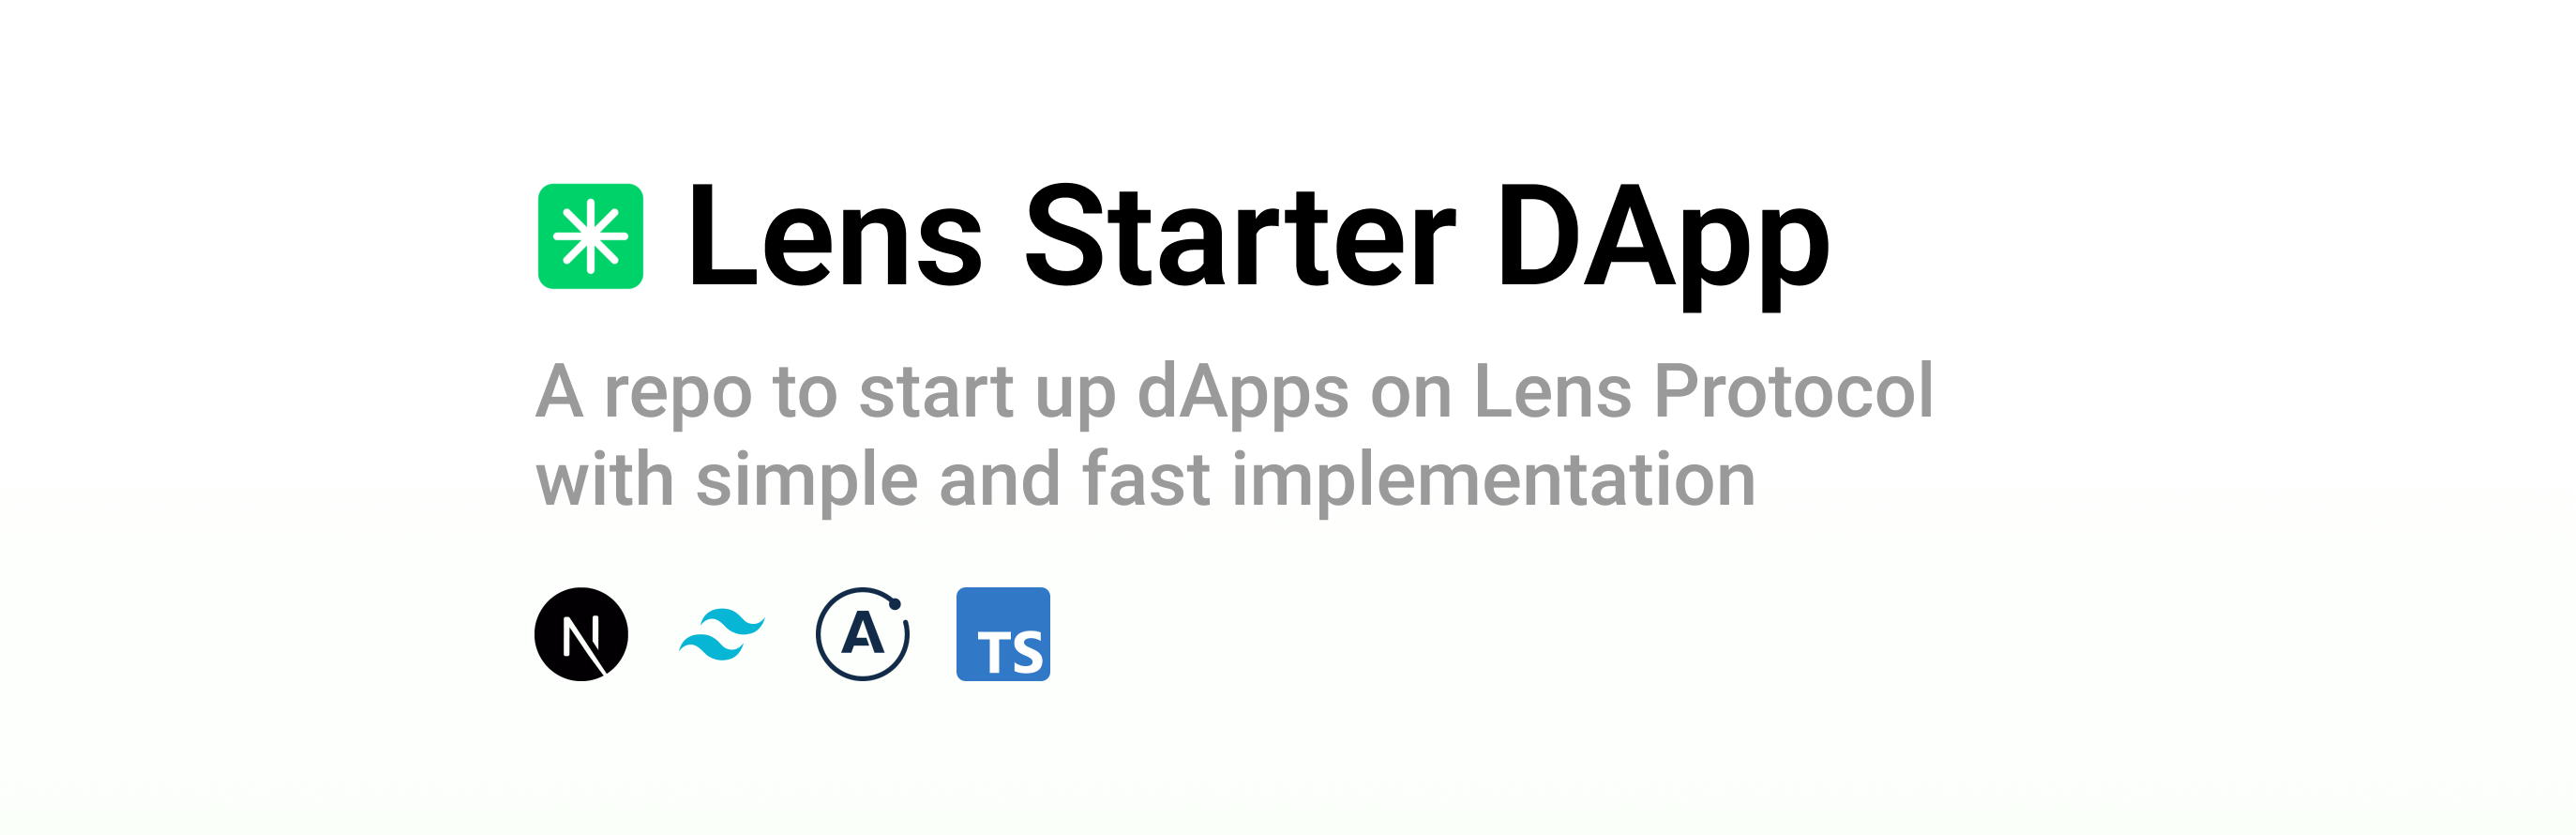 Lens Starter DApp
A repo to start up dApps on Lens Protocol
with simple and fast implementation
N A TS